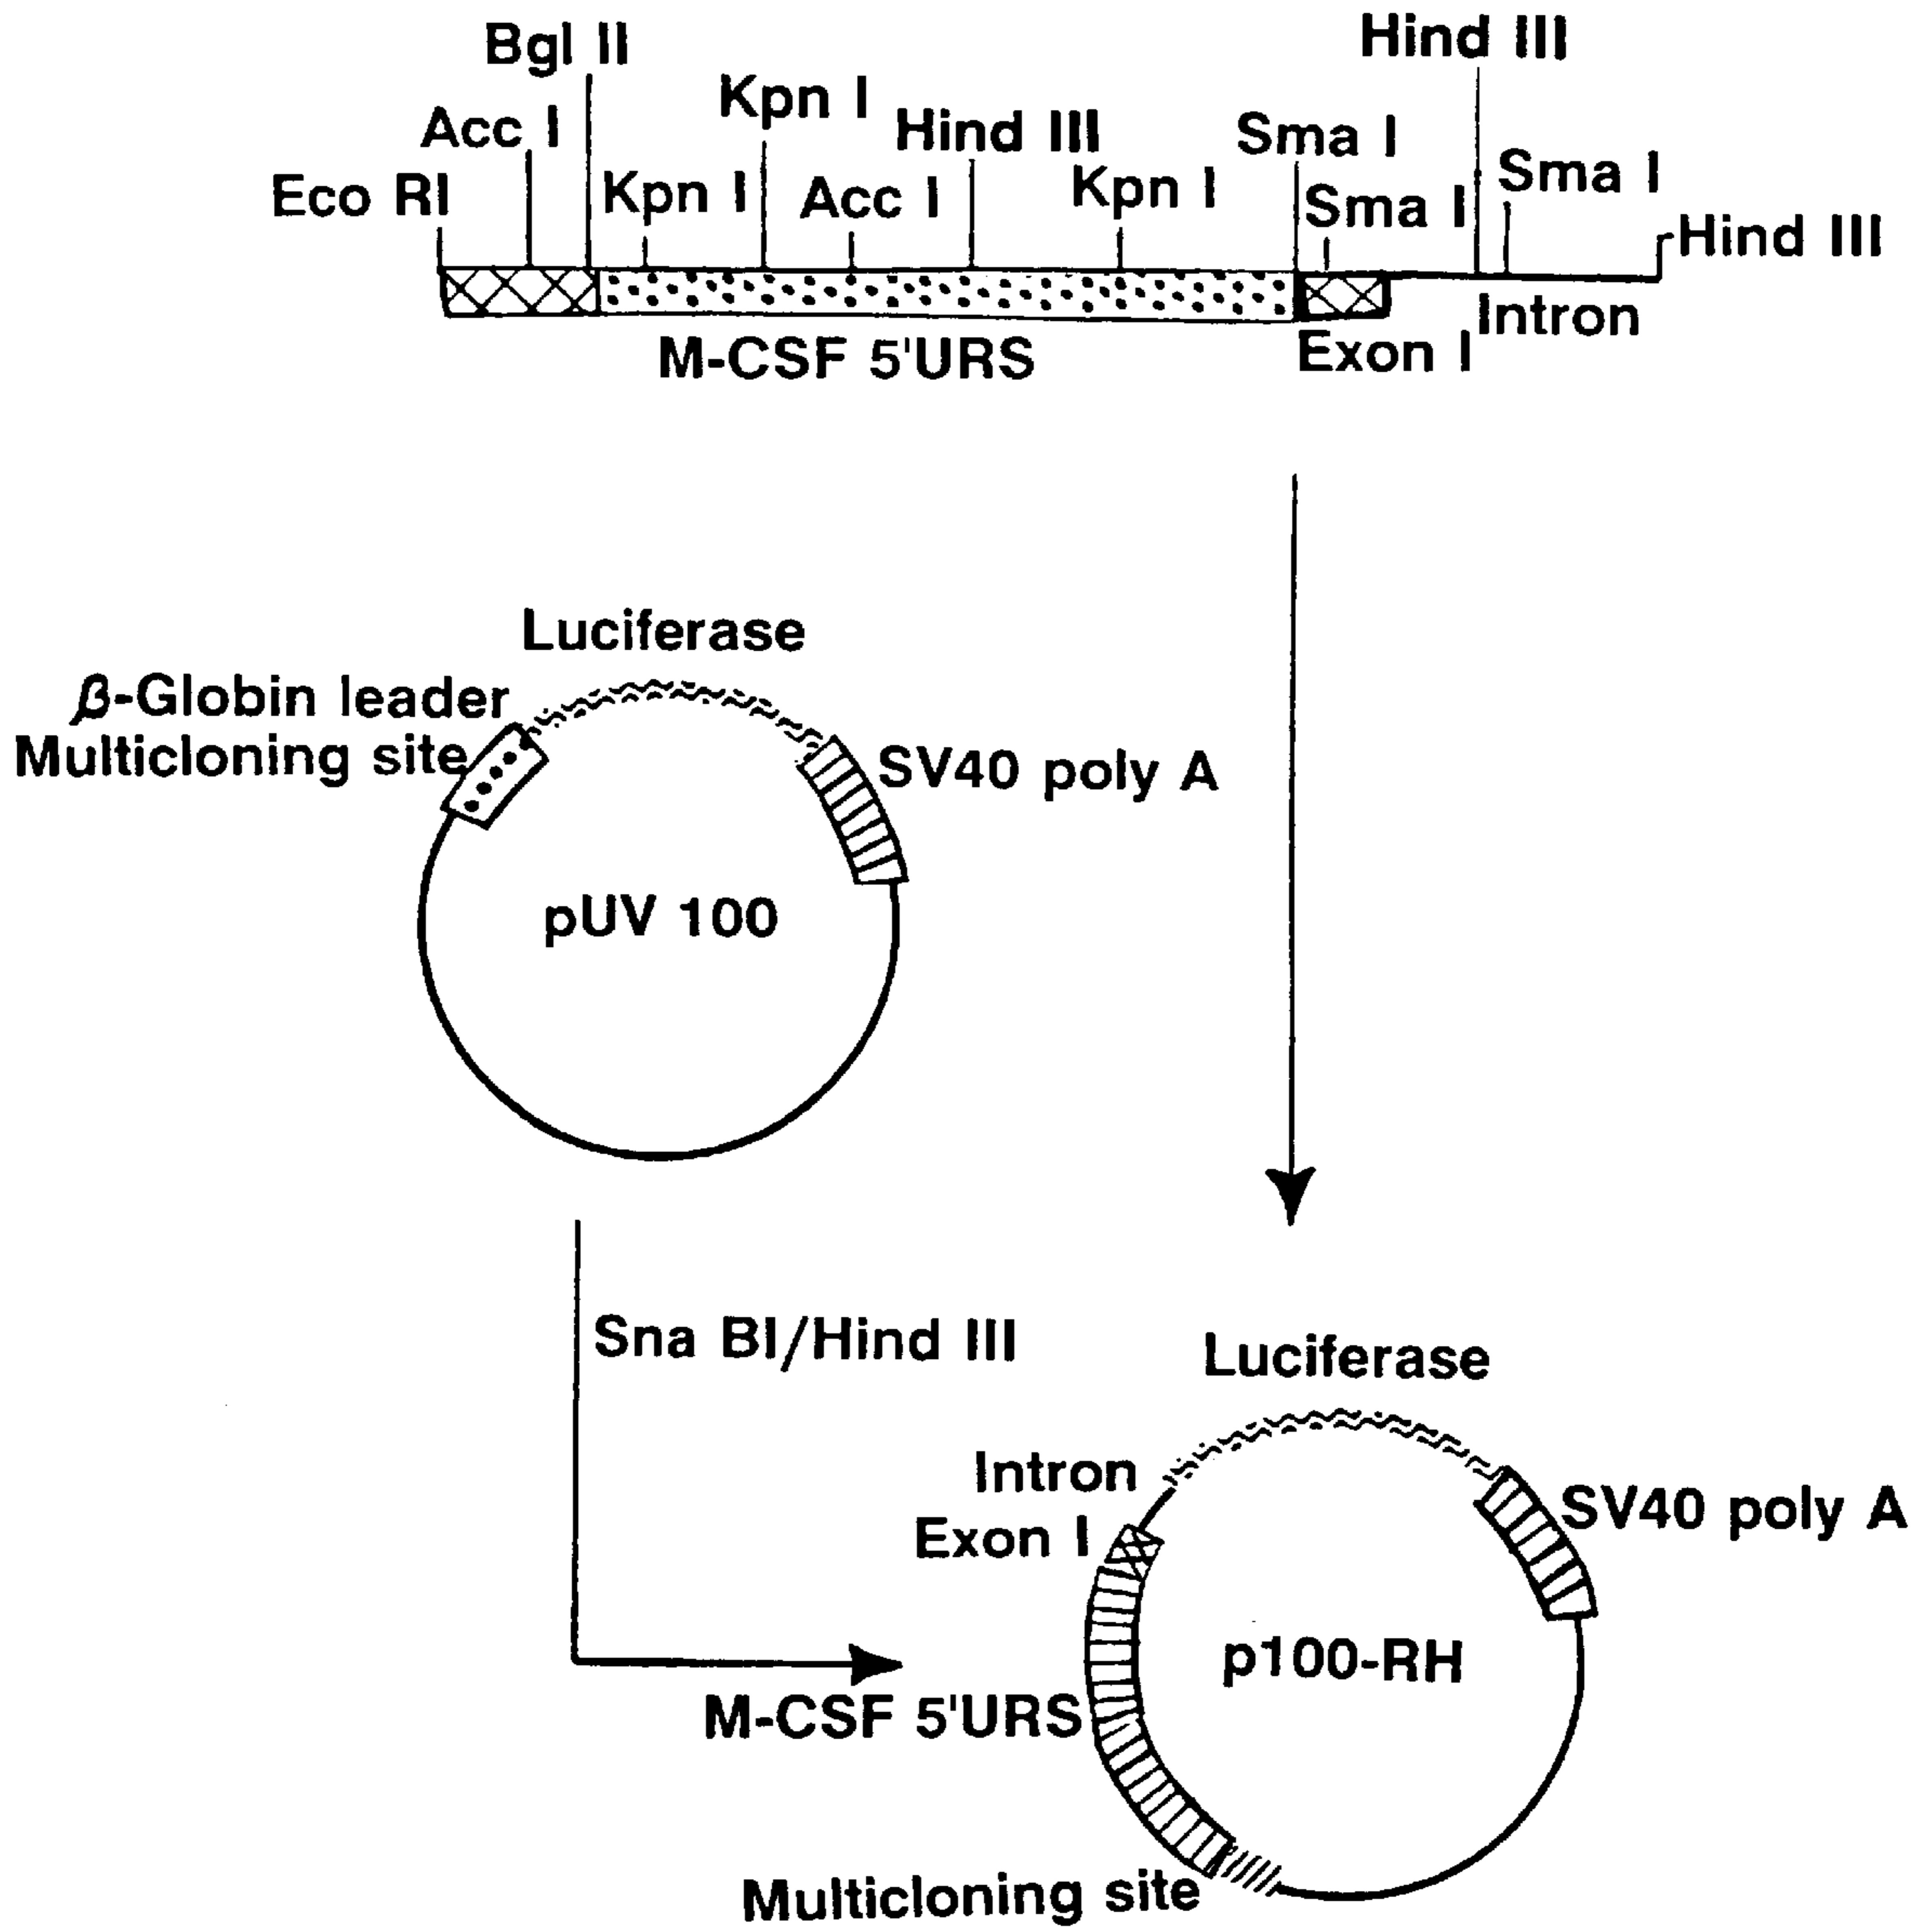 Bgl II
Hind III
Kpn I
Acc I
Hind III
Sma I
Sma I
Eco RI
Kpn I
Acc I
Kpn I
Sma I
Hind III
Intron
M-CSF 5'URS
Exon I
Luciferase
β-Globin leader
Multicloning site
SV40 poly A
pUV 100
Sna BI/Hind III
Luciferase
Intron
SV40 poly A
Exon I
p100-RH
M-CSF 5'URS
Multicloning site